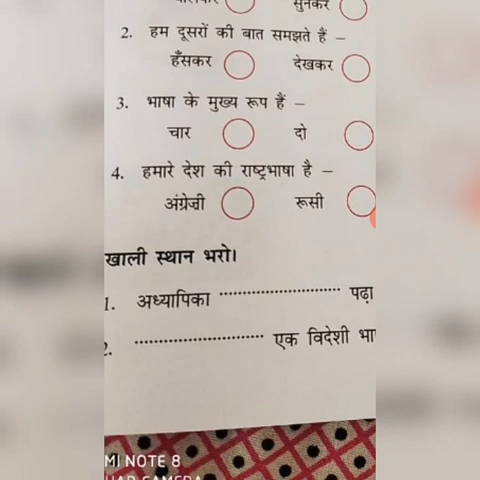 सुनकर
2. हम दूसरों की बात समझते हैं –
हँसकर देखकर
3. भाषा के मुख्य रूप हैं –
चार दो
4. हमारे देश की राष्ट्रभाषा है –
अंग्रेज़ी रूसी
खाली स्थान भरो।
1. अध्यापिका ........................... पढ़ा
2. ........................... एक विदेशी भा
MI NOTE 8